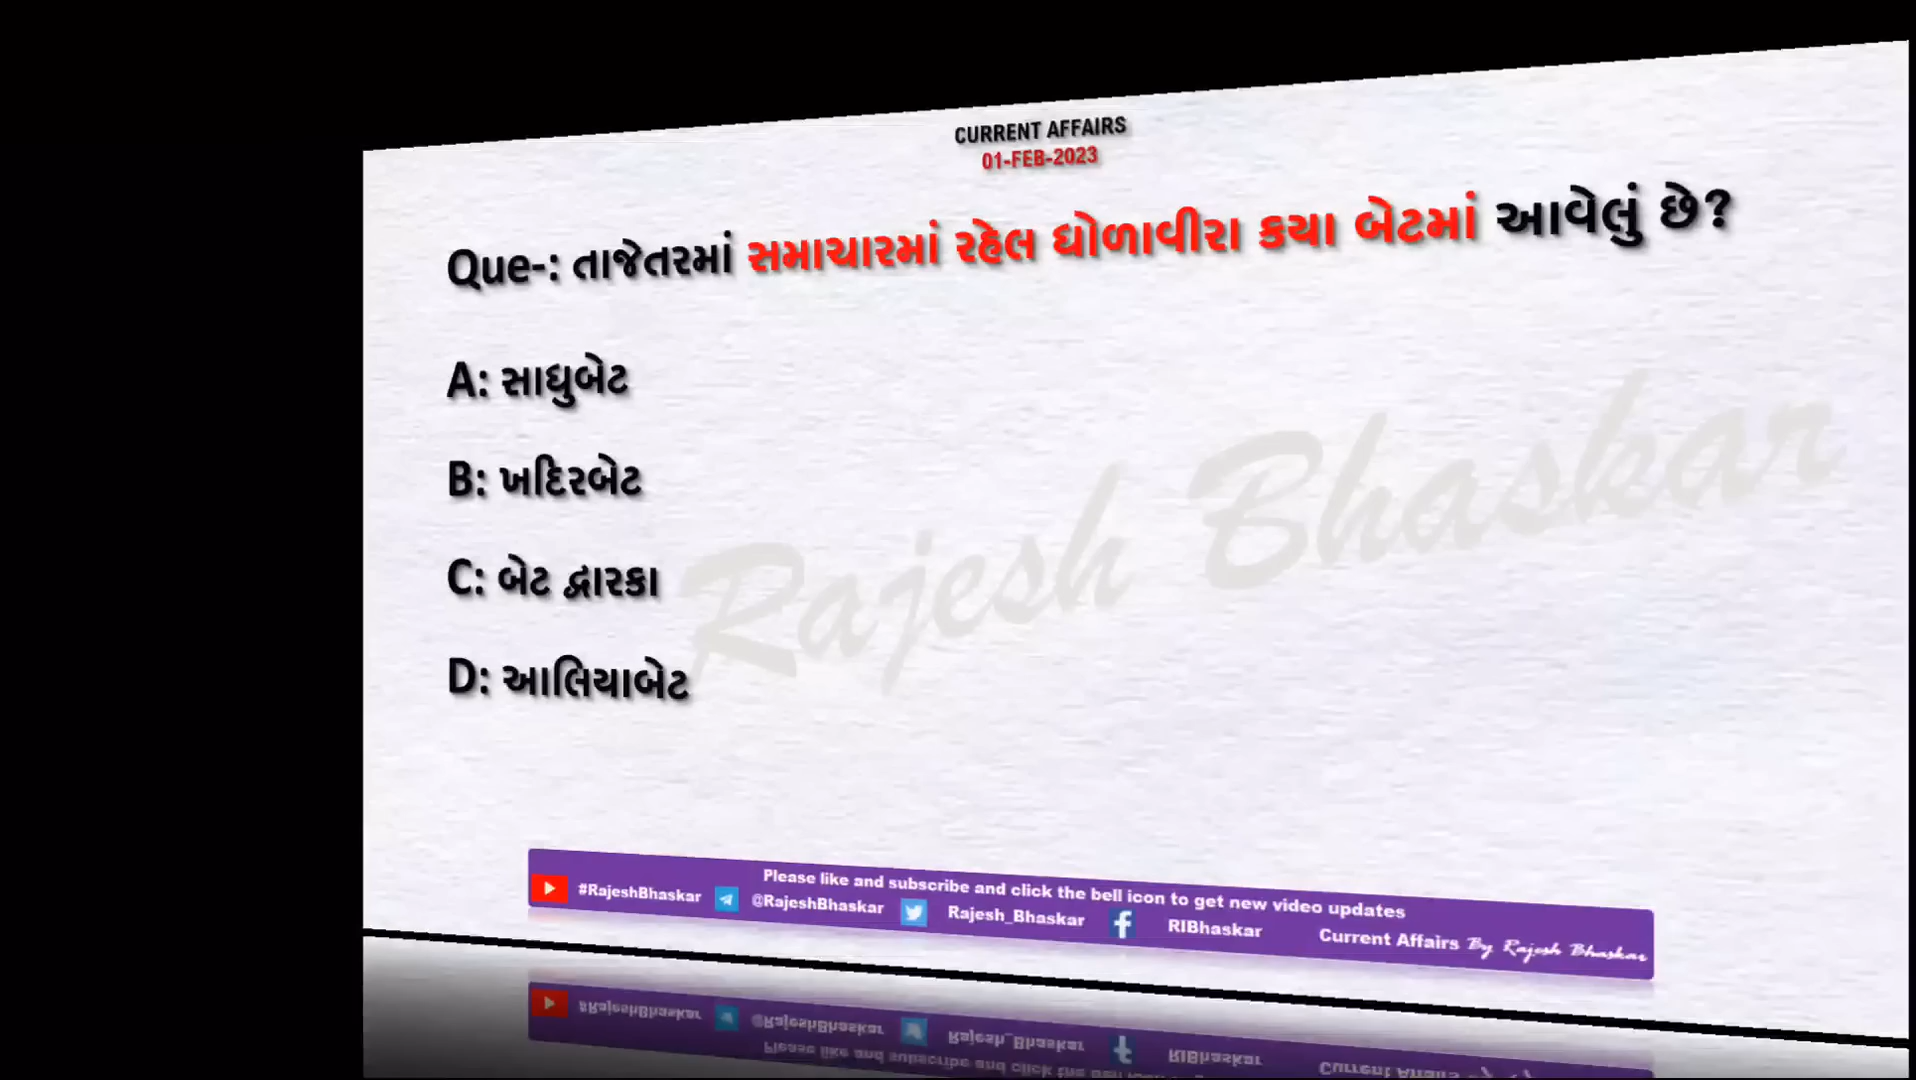 CURRENT AFFAIRS
01-FEB-2023
Que-: તાજેતરમાં સમાચારમાં રહેલ ધોળાવીરા કયા બેટમાં આવેલું છે?
A: સાધુબેટ
B: ખદિરબેટ
C: બેટ દ્વારકા
D: આલિયાબેટ
Rajesh Bhaskar
Please like and subscribe and click the bell icon to get new video updates
#RajeshBhaskar @RajeshBhaskar Rajesh_Bhaskar RIBhaskar Current Affairs By Rajesh Bhaskar